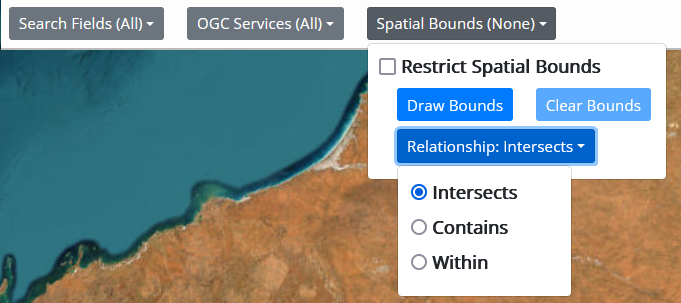 Search Fields (All) OGC Services (All) Spatial Bounds (None)
Restrict Spatial Bounds
Draw Bounds Clear Bounds
Relationship: Intersects
Intersects
Contains
Within